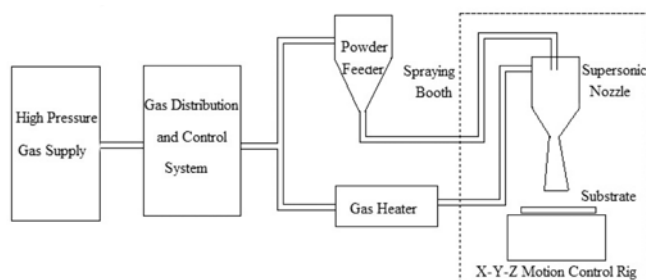 High Pressure
Gas Supply
Gas Distribution
and Control
System
Powder
Feeder
Gas Heater
Spraying
Booth
Supersonic
Nozzle
Substrate
X-Y-Z Motion Control Rig